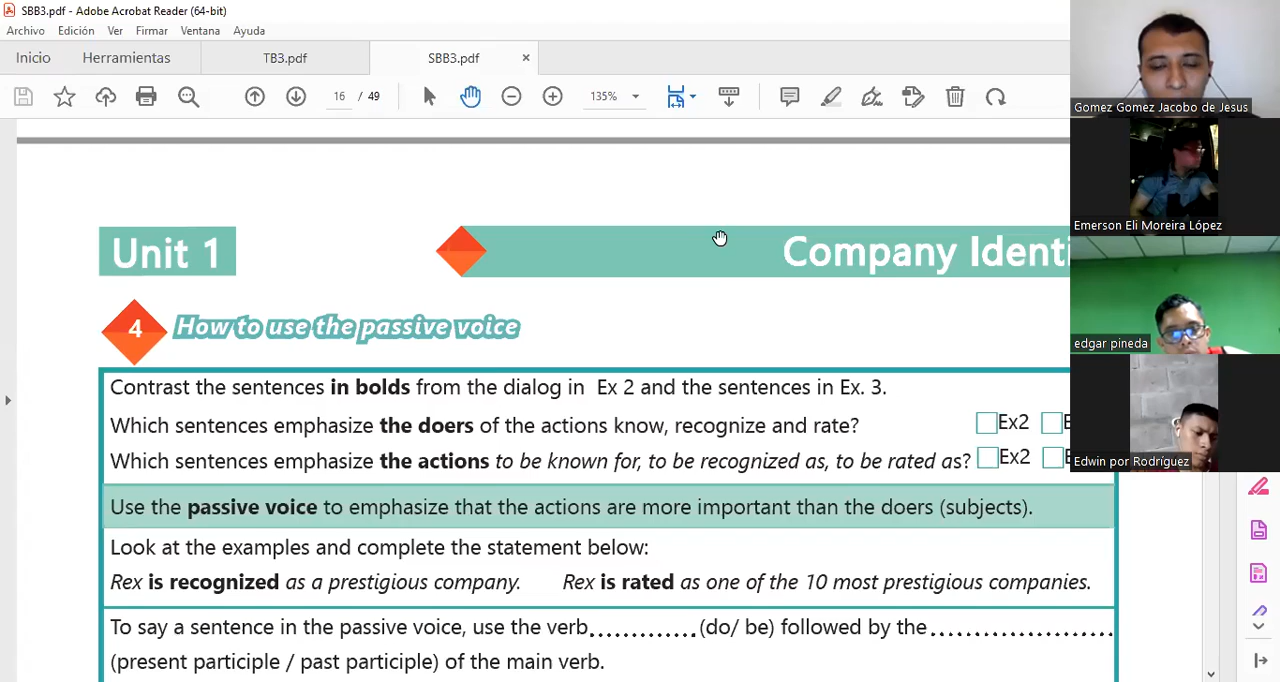 SBB3.pdf - Adobe Acrobat Reader (64-bit)
Archivo Edición Ver Firmar Ventana Ayuda
Inicio Herramientas TB3.pdf SBB3.pdf ×
16 / 49 135%
Gomez Gomez Jacobo de Jesus
Emerson Eli Moreira López
edgar pineda
Edwin por Rodríguez
Unit 1
Company Identi
4 How to use the passive voice
Contrast the sentences in bolds from the dialog in Ex 2 and the sentences in Ex. 3.
Which sentences emphasize the doers of the actions know, recognize and rate? Ex2 E
Which sentences emphasize the actions to be known for, to be recognized as, to be rated as? Ex2 E
Use the passive voice to emphasize that the actions are more important than the doers (subjects).
Look at the examples and complete the statement below:
Rex is recognized as a prestigious company. Rex is rated as one of the 10 most prestigious companies.
To say a sentence in the passive voice, use the verb............(do/ be) followed by the .....................
(present participle / past participle) of the main verb.